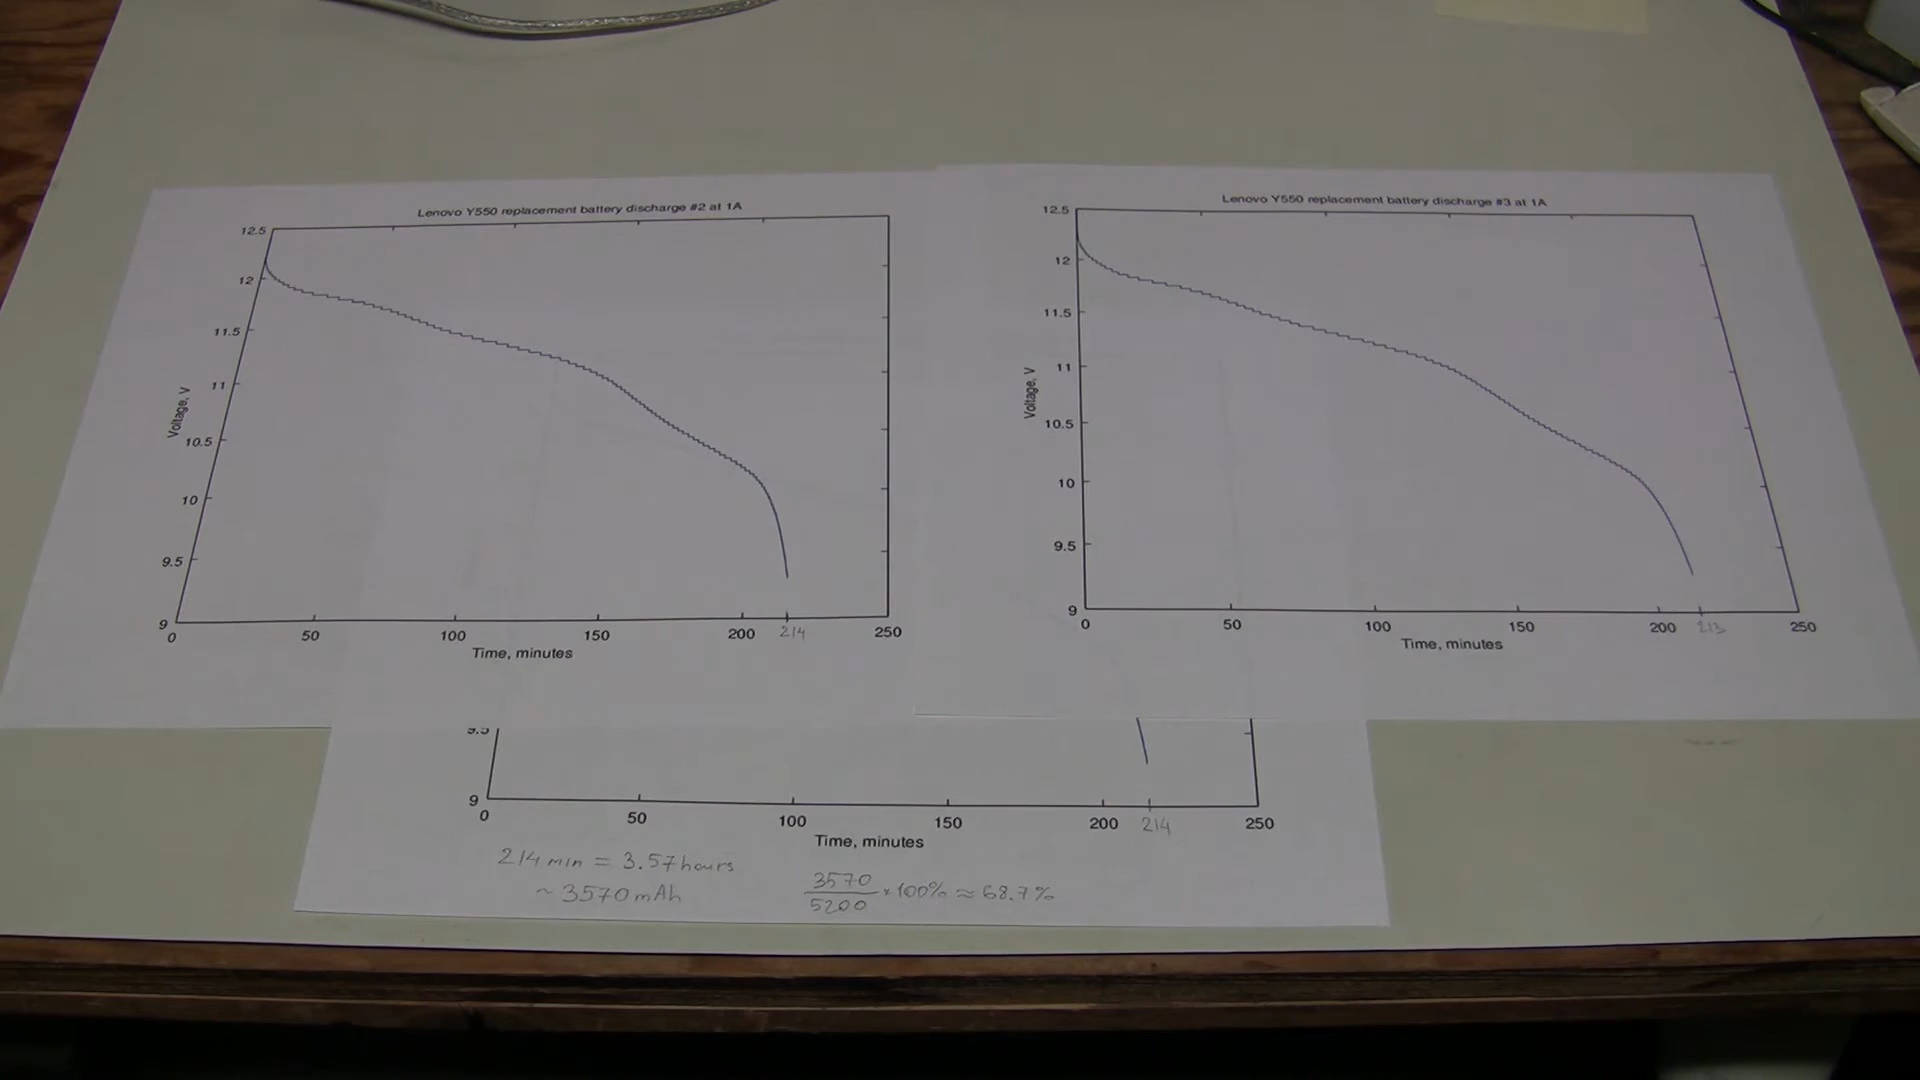 Lenovo Y550 replacement battery discharge #2 at 1A
12.5
12
11.5
11
10.5
10
9.5
9
Voltage, V
0 50 100 150 200 214 250
Time, minutes
Lenovo Y550 replacement battery discharge #3 at 1A
12.5
12
11.5
11
10.5
10
9.5
9
Voltage, V
0 50 100 150 200 213 250
Time, minutes
9.5
9
0 50 100 150 200 214 250
Time, minutes
214 min = 3.57 hours
~ 3570 mAh
3570
5200
* 100% ≈ 68.7%